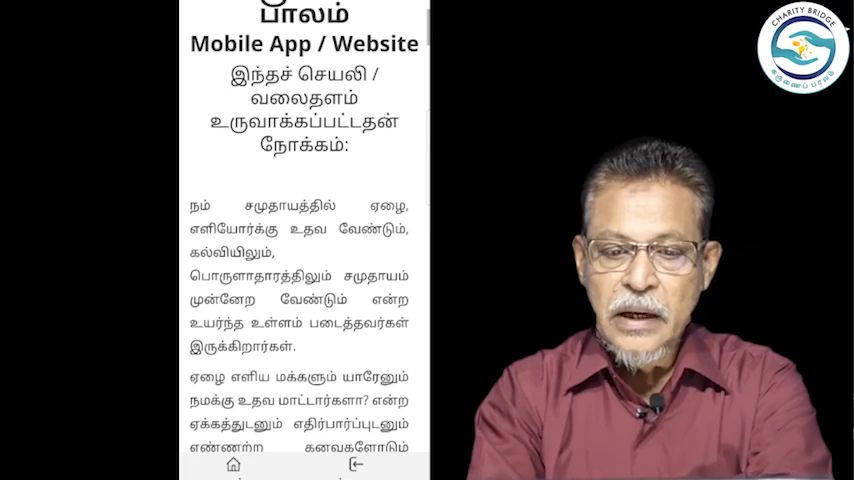 பாலம்
Mobile App / Website
இந்தச் செயலி /
வலைதளம்
உருவாக்கப்பட்டதன்
நோக்கம்:
நம் சமுதாயத்தில் ஏழை,
எளியோர்க்கு உதவ வேண்டும்,
கல்வியிலும்,
பொருளாதாரத்திலும் சமுதாயம்
முன்னேற வேண்டும் என்ற
உயர்ந்த உள்ளம் படைத்தவர்கள்
இருக்கிறார்கள்.
ஏழை எளிய மக்களும் யாரேனும்
நமக்கு உதவ மாட்டார்களா? என்ற
ஏக்கத்துடனும் எதிர்பார்ப்புடனும்
எண்ணற்ற கனவுகளோடும்
CHARITY BRIDGE
கருணைப் பாலம்